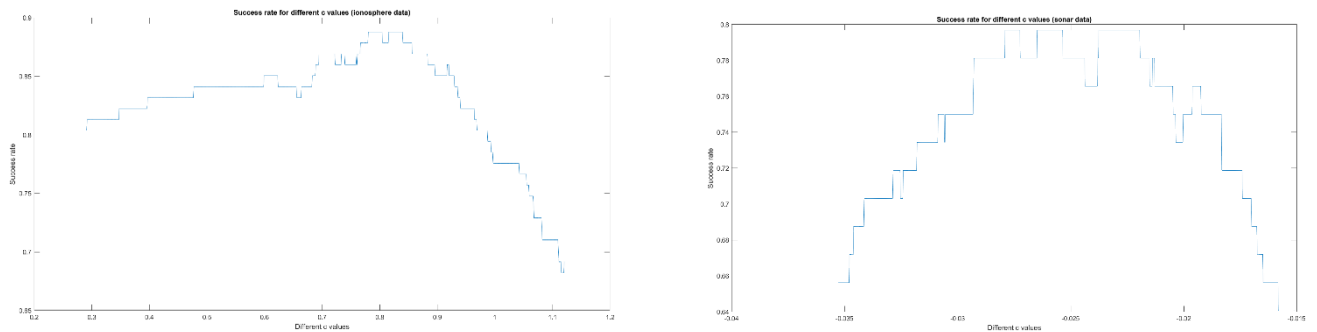 Success rate for different c values (ionosphere data)
0.9
0.85
0.8
0.75
0.7
0.65
Success rate
0.2 0.3 0.4 0.5 0.6 0.7 0.8 0.9 1 1.1 1.2
Different c values
Success rate for different c values (sonar data)
0.8
0.78
0.76
0.74
0.72
0.7
0.68
0.66
0.64
Success rate
-0.04 -0.035 -0.03 -0.025 -0.02 -0.015
Different c values